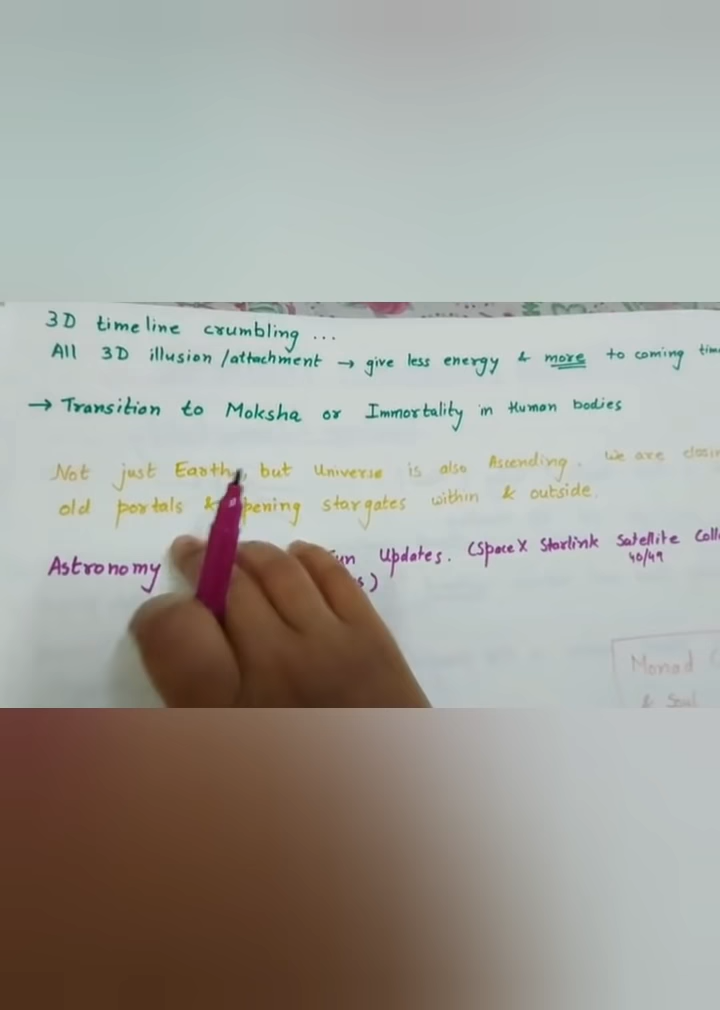 3D timeline crumbling ...
All 3D illusion /attachment → give less energy & more to coming
→ Transition to Moksha or Immortality in Human bodies
Not just Earth, but Universe is also Ascending. We are
old portals & stargates within & outside.
Astronomy Updates. (SpaceX Starlink Satellite
40/49
)
Monad
& Soul